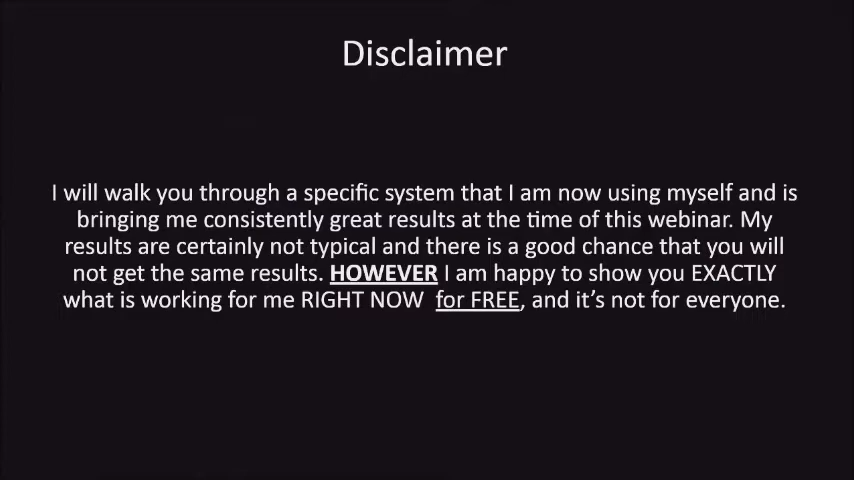 Disclaimer
I will walk you through a specific system that I am now using myself and is
bringing me consistently great results at the time of this webinar. My
results are certainly not typical and there is a good chance that you will
not get the same results. HOWEVER I am happy to show you EXACTLY
what is working for me RIGHT NOW for FREE, and it’s not for everyone.